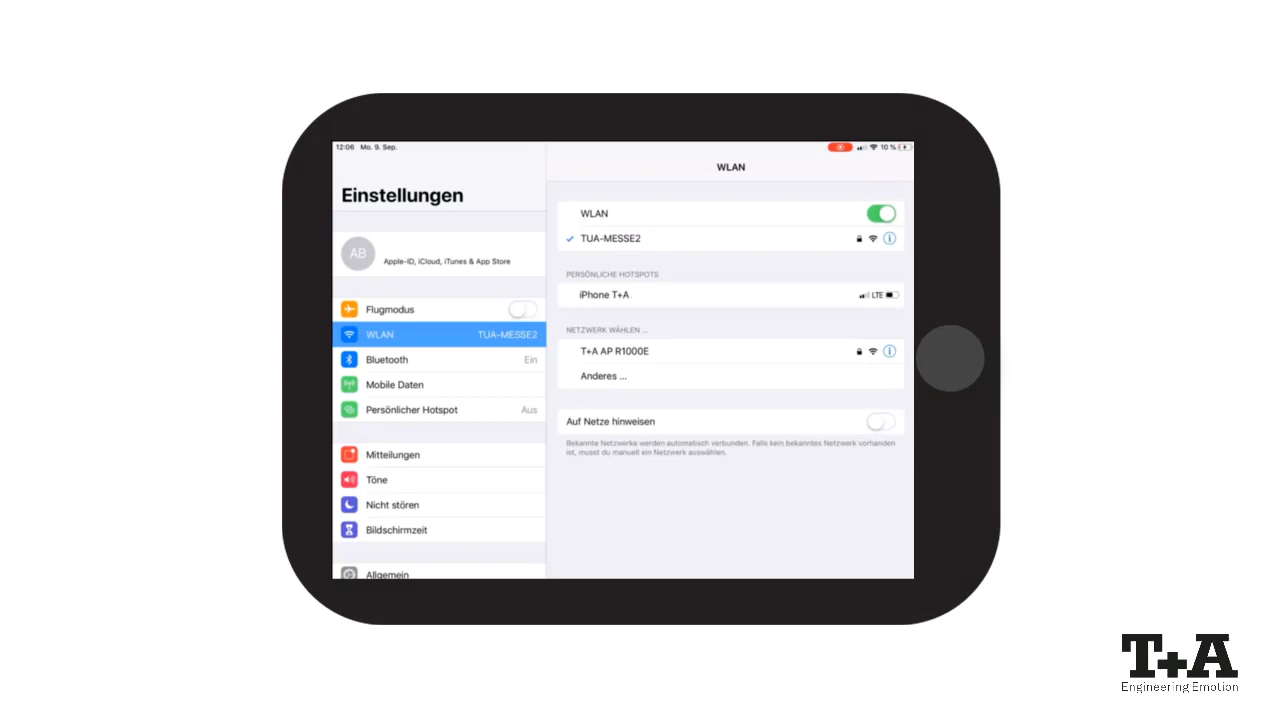 12:06 Mo. 9. Sep.
10 %
Einstellungen
WLAN
AB
Apple-ID, iCloud, iTunes & App Store
Flugmodus
WLAN TUA-MESSE2
Bluetooth Ein
Mobile Daten
Persönlicher Hotspot Aus
Mitteilungen
Töne
Nicht stören
Bildschirmzeit
Allgemein
WLAN
TUA-MESSE2
PERSÖNLICHE HOTSPOTS
iPhone T+A
LTE
NETZWERK WÄHLEN ...
T+A AP R1000E
Anderes ...
Auf Netze hinweisen
Bekannte Netzwerke werden automatisch verbunden. Falls kein bekanntes Netzwerk vorhanden
ist, musst du manuell ein Netzwerk auswählen.
T+A
Engineering Emotion